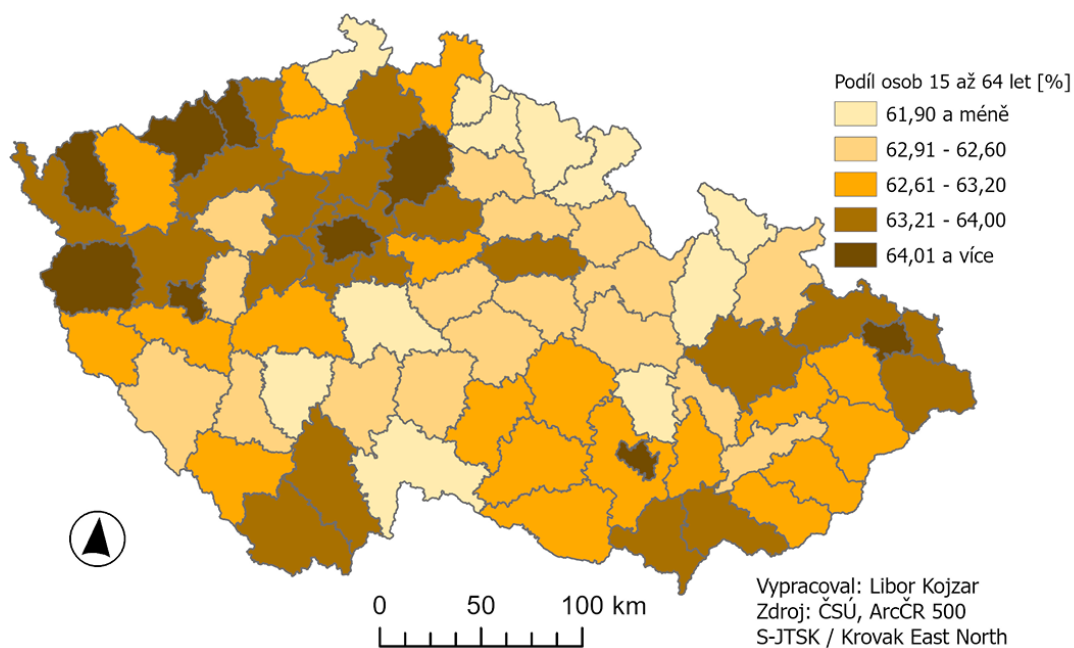 Podíl osob 15 až 64 let [%]
61,90 a méně
62,91 - 62,60
62,61 - 63,20
63,21 - 64,00
64,01 a více
0 50 100 km
Vypracoval: Libor Kojzar
Zdroj: ČSÚ, ArcČR 500
S-JTSK / Krovak East North